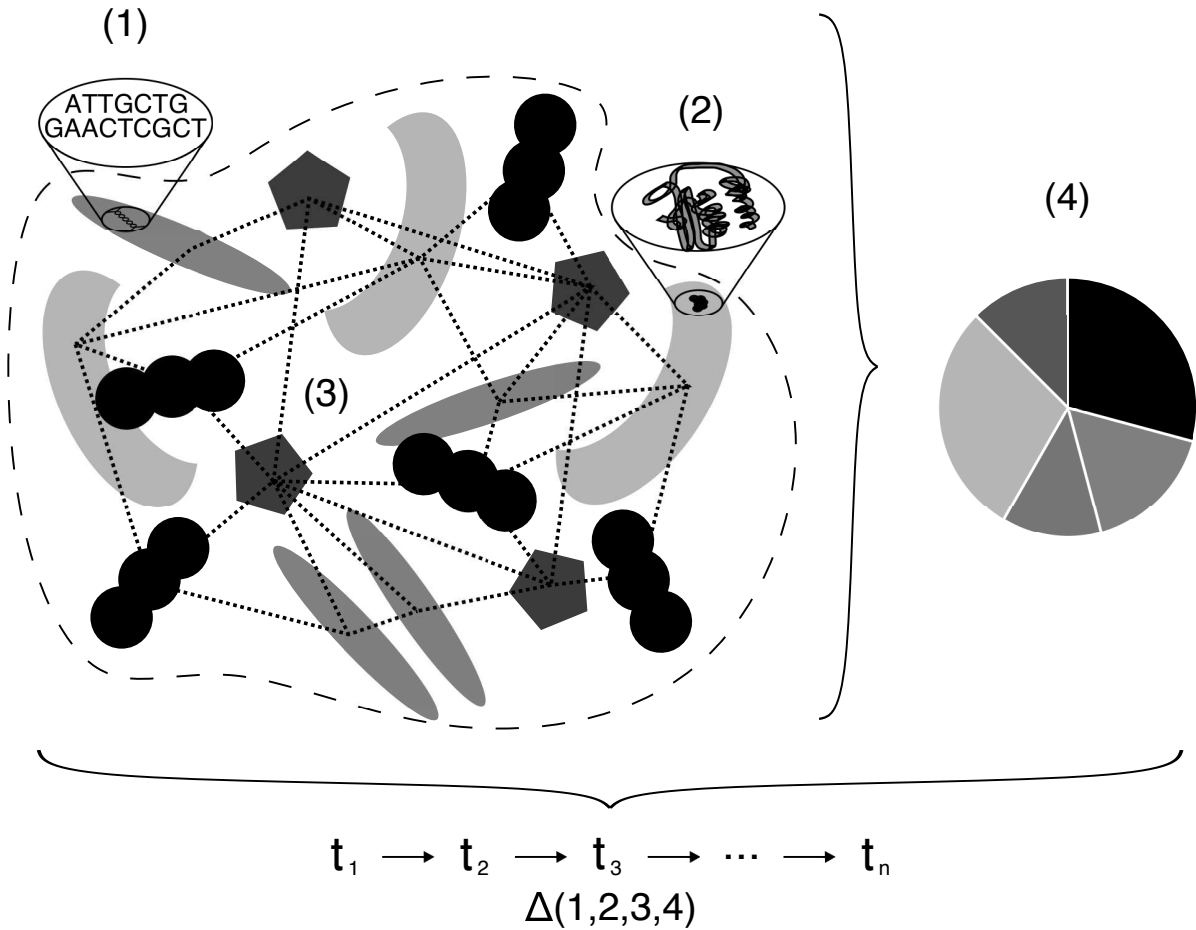 (1)
ATTGCTG
GAACTCGCT
(2)
(3)
(4)
t1 → t2 → t3 → ... → tn
Δ(1,2,3,4)